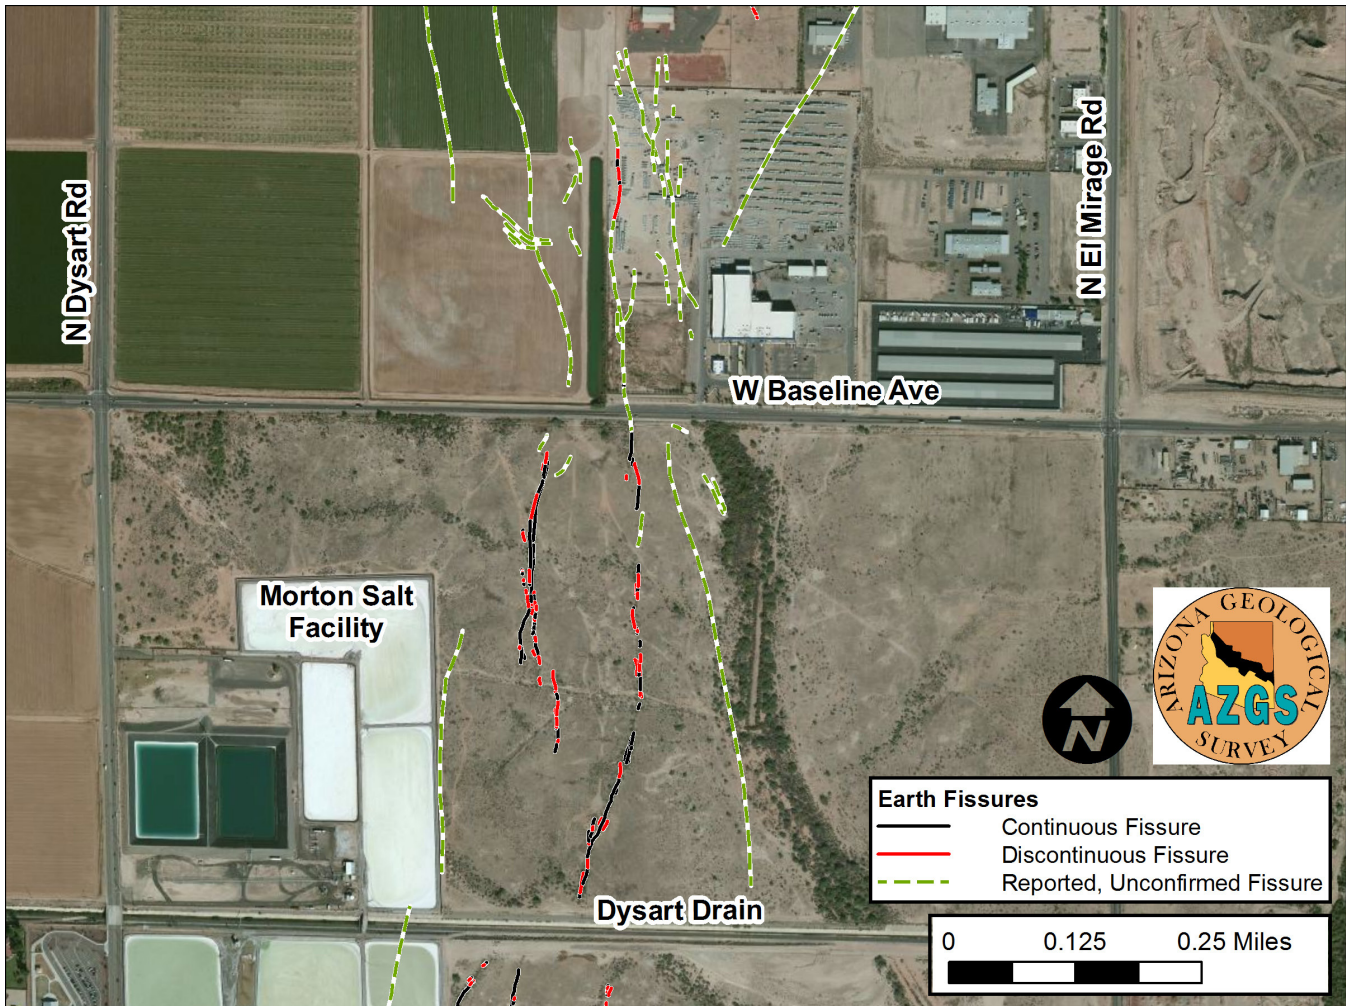 N Dysart Rd
N El Mirage Rd
W Baseline Ave
Morton Salt
Facility
ARIZONA GEOLOGICAL
AZGS
SURVEY
N
Earth Fissures
Continuous Fissure
Discontinuous Fissure
Reported, Unconfirmed Fissure
Dysart Drain
0 0.125 0.25 Miles